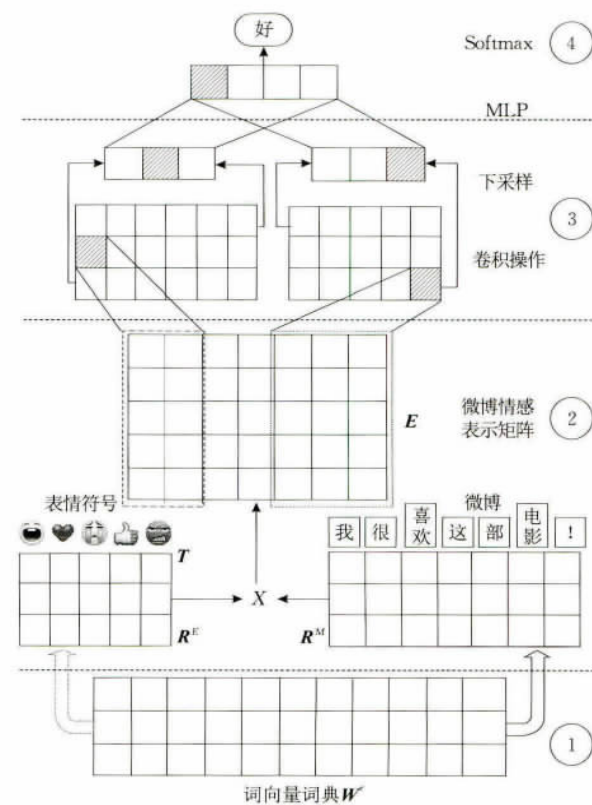 好
Softmax
4
MLP
下采样
3
卷积操作
E
微博情感
表示矩阵
2
表情符号
微博
我 很 喜欢 这 部 电影 !
T
X
R^E
R^M
1
词向量词典W